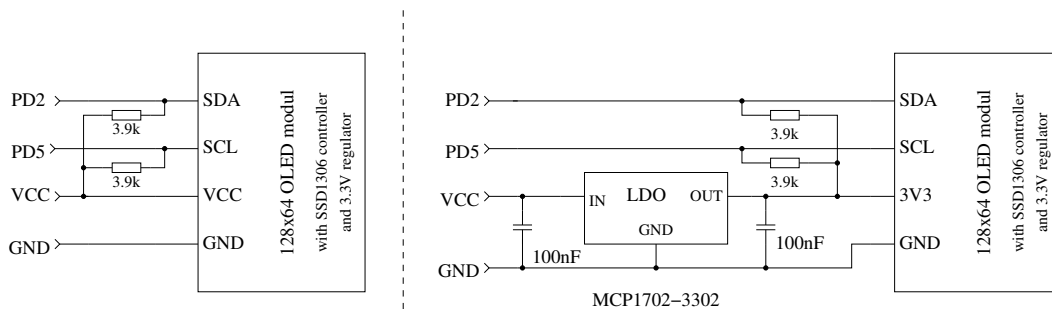 PD2
SDA
3.9k
PD5
SCL
3.9k
VCC
VCC
GND
GND
128x64 OLED modul
with SSD1306 controller
and 3.3V regulator
PD2
SDA
3.9k
PD5
SCL
3.9k
VCC
IN
LDO
OUT
GND
3V3
100nF
100nF
GND
GND
MCP1702−3302
128x64 OLED modul
with SSD1306 controller
and 3.3V regulator